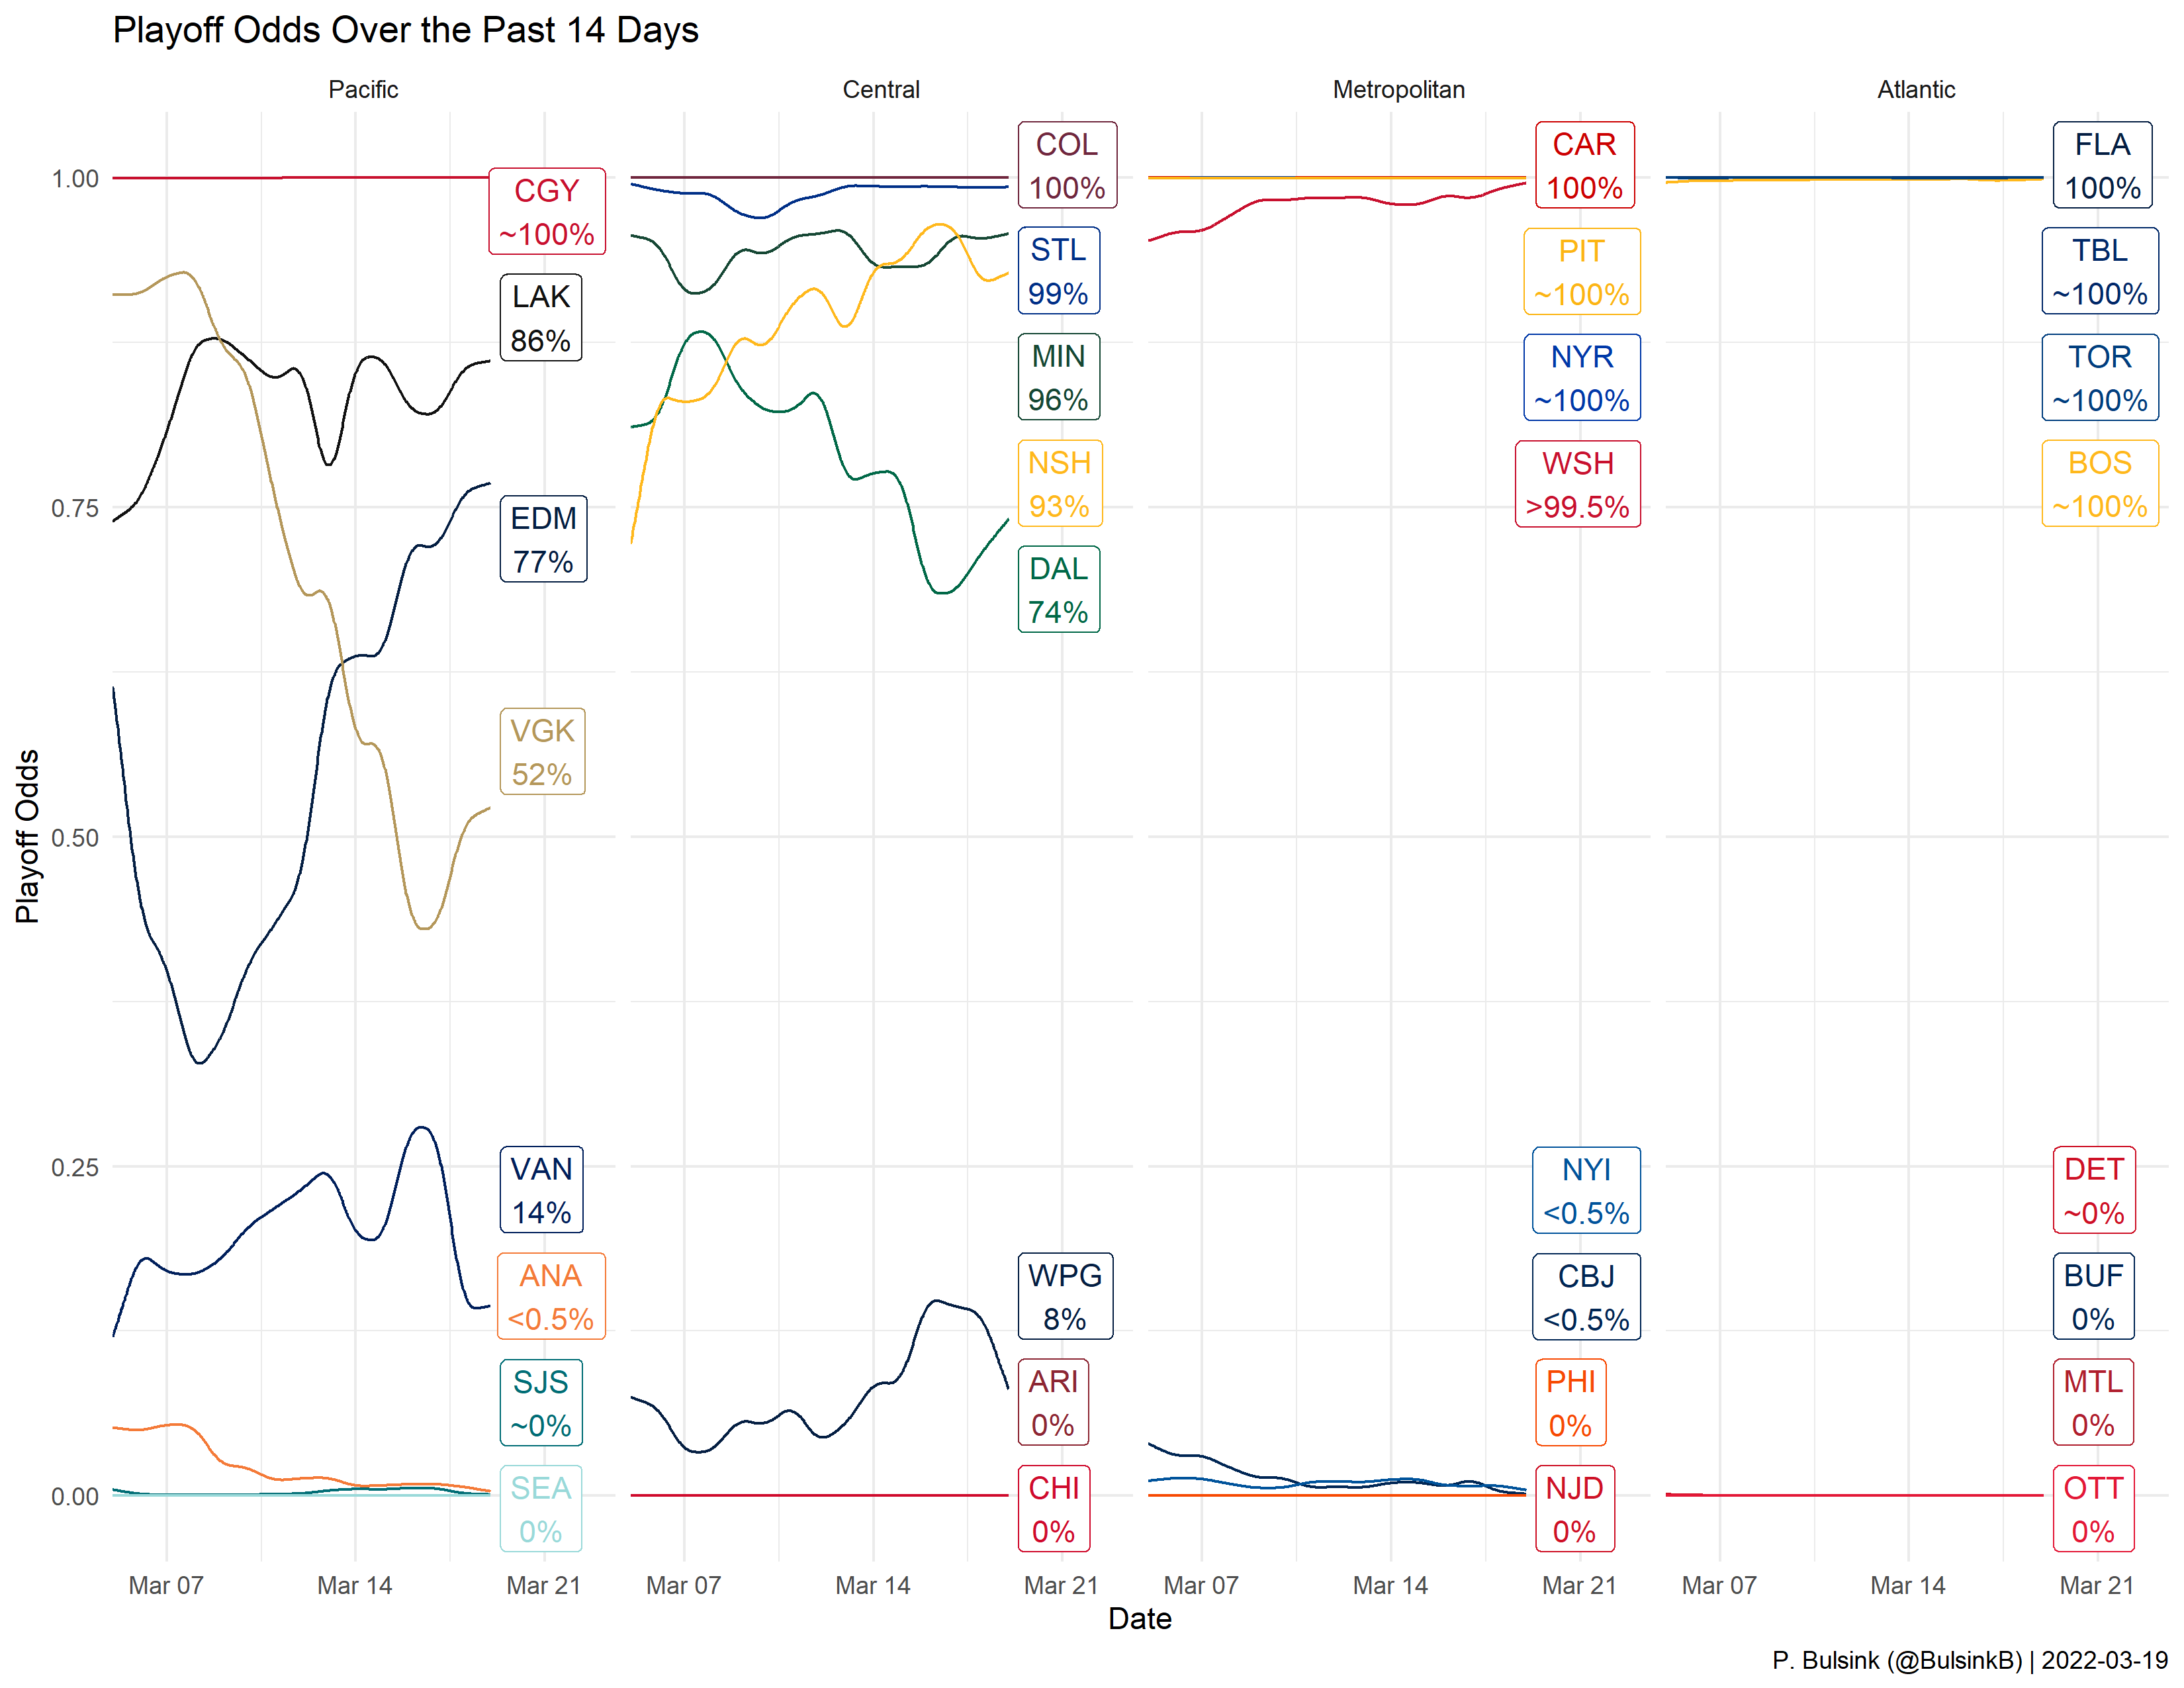 Playoff Odds Over the Past 14 Days
Pacific
Central
Metropolitan
Atlantic
Playoff Odds
1.00
0.75
0.50
0.25
0.00
CGY
~100%
LAK
86%
EDM
77%
VGK
52%
VAN
14%
ANA
<0.5%
SJS
~0%
SEA
0%
COL
100%
STL
99%
MIN
96%
NSH
93%
DAL
74%
WPG
8%
ARI
0%
CHI
0%
CAR
100%
PIT
~100%
NYR
~100%
WSH
>99.5%
NYI
<0.5%
CBJ
<0.5%
PHI
0%
NJD
0%
FLA
100%
TBL
~100%
TOR
~100%
BOS
~100%
DET
~0%
BUF
0%
MTL
0%
OTT
0%
Mar 07 Mar 14 Mar 21
Mar 07 Mar 14 Mar 21
Mar 07 Mar 14 Mar 21
Mar 07 Mar 14 Mar 21
Date
P. Bulsink (@BulsinkB) | 2022-03-19